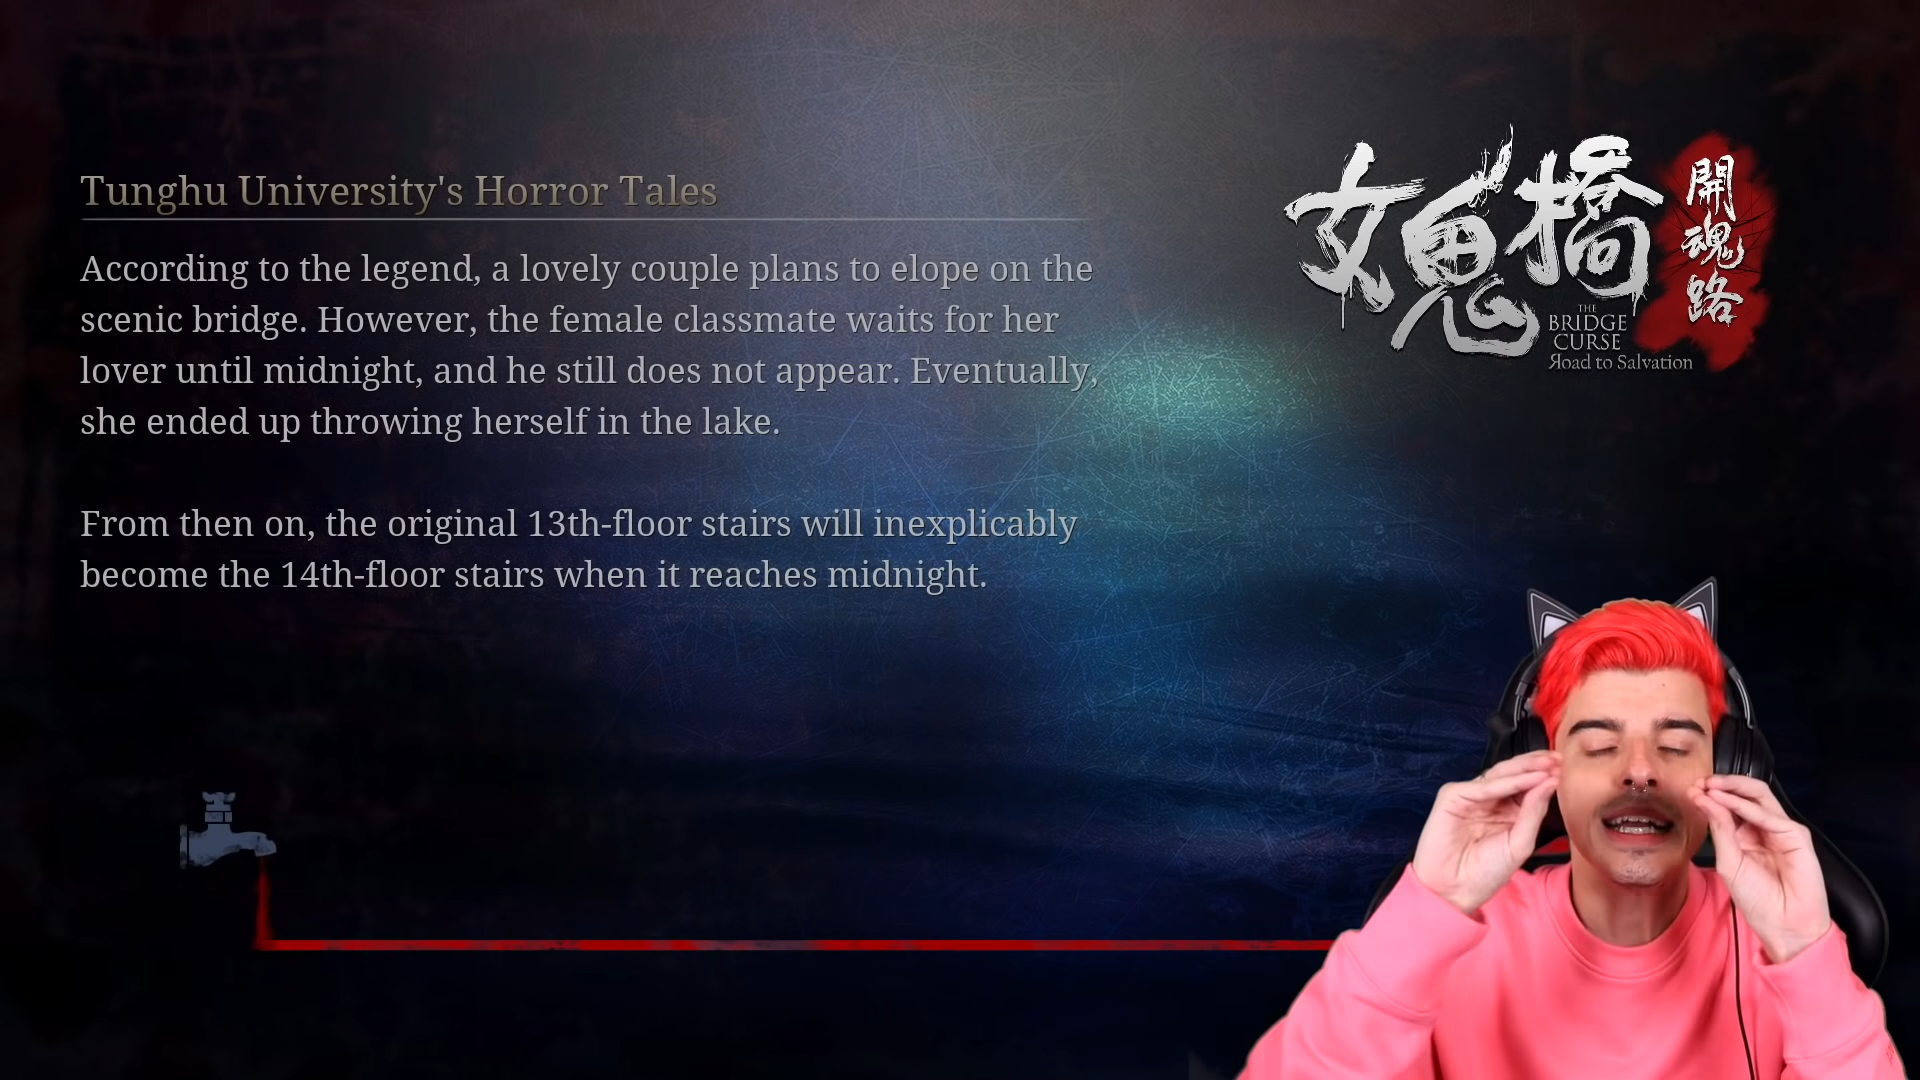 Tunghu University's Horror Tales
According to the legend, a lovely couple plans to elope on the
scenic bridge. However, the female classmate waits for her
lover until midnight, and he still does not appear. Eventually,
she ended up throwing herself in the lake.
From then on, the original 13th-floor stairs will inexplicably
become the 14th-floor stairs when it reaches midnight.
女鬼橋
開魂路
THE
BRIDGE
CURSE
Road to Salvation